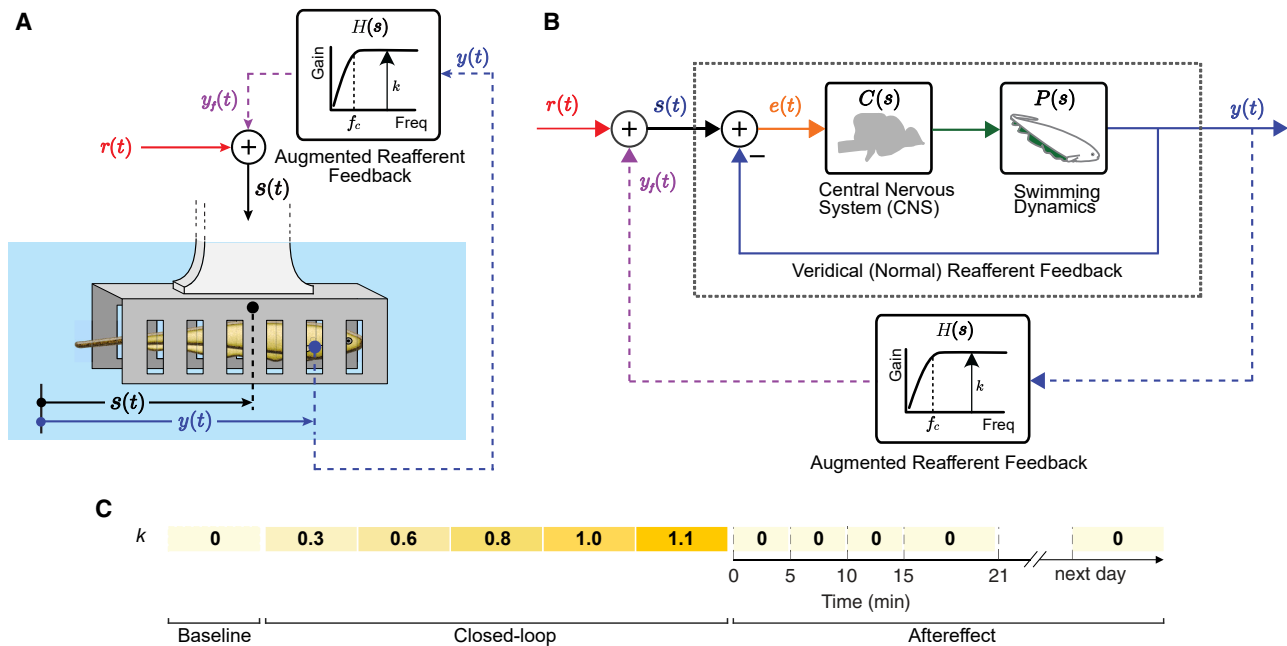 A
H(s)
Gain
k
f_c
Freq
y(t)
y_f(t)
r(t)
+
Augmented Reafferent
Feedback
s(t)
s(t)
y(t)
B
r(t)
+
s(t)
+
–
e(t)
C(s)
P(s)
y(t)
y_f(t)
Central Nervous
System (CNS)
Swimming
Dynamics
Veridical (Normal) Reafferent Feedback
H(s)
Gain
k
f_c
Freq
Augmented Reafferent Feedback
C
k 0 0.3 0.6 0.8 1.0 1.1 0 0 0 0 0
0 5 10 15 21 next day
Time (min)
Baseline Closed-loop Aftereffect